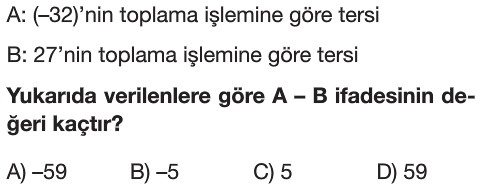 A: (–32)’nin toplama işlemine göre tersi
B: 27’nin toplama işlemine göre tersi
Yukarıda verilenlere göre A – B ifadesinin de-
ğeri kaçtır?
A) –59 B) –5 C) 5 D) 59